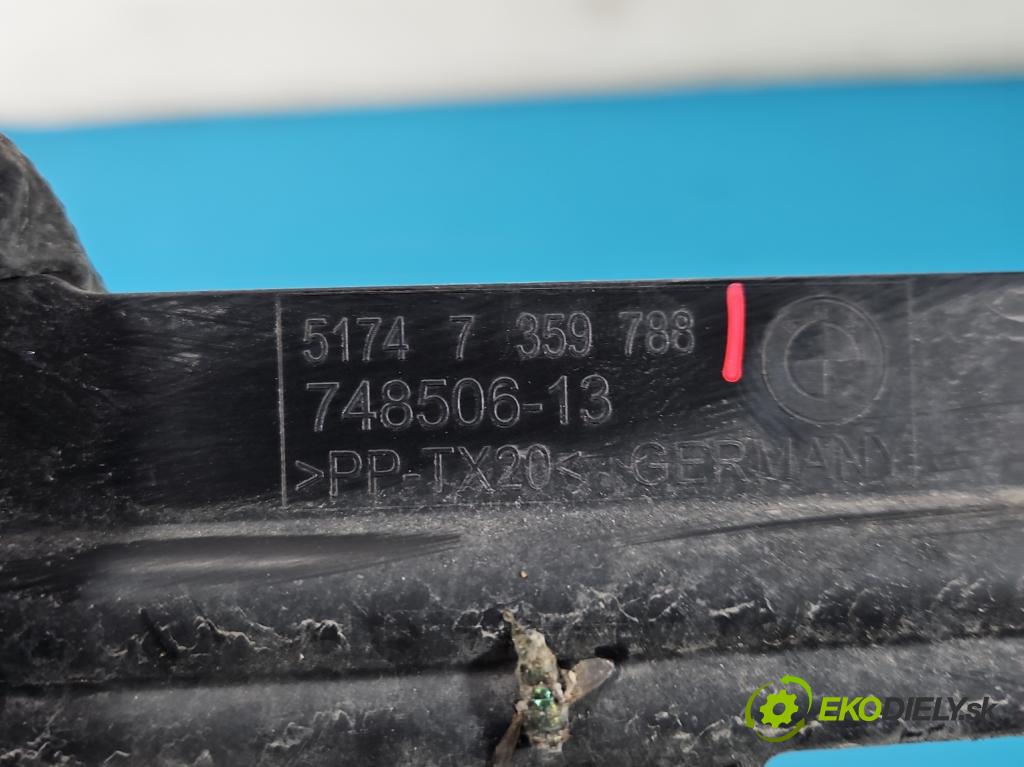 5174 7 359 788
748506-13
>PP-TX20< GERMANY
EKODIELY.sk